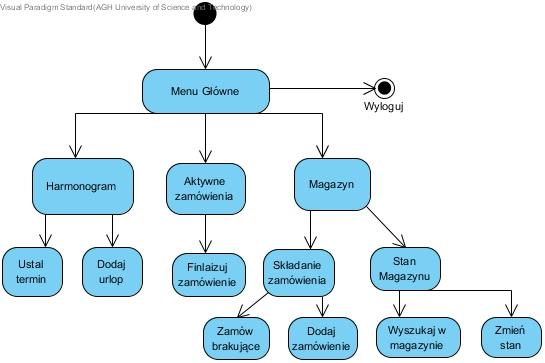 Visual Paradigm Standard(AGH University of Science and Technology)
Menu Główne
Wyloguj
Harmonogram
Aktywne
zamówienia
Magazyn
Ustal
termin
Dodaj
urlop
Finlaizuj
zamówienie
Składanie
zamówienia
Stan
Magazynu
Zamów
brakujące
Dodaj
zamówienie
Wyszukaj w
magazynie
Zmień
stan